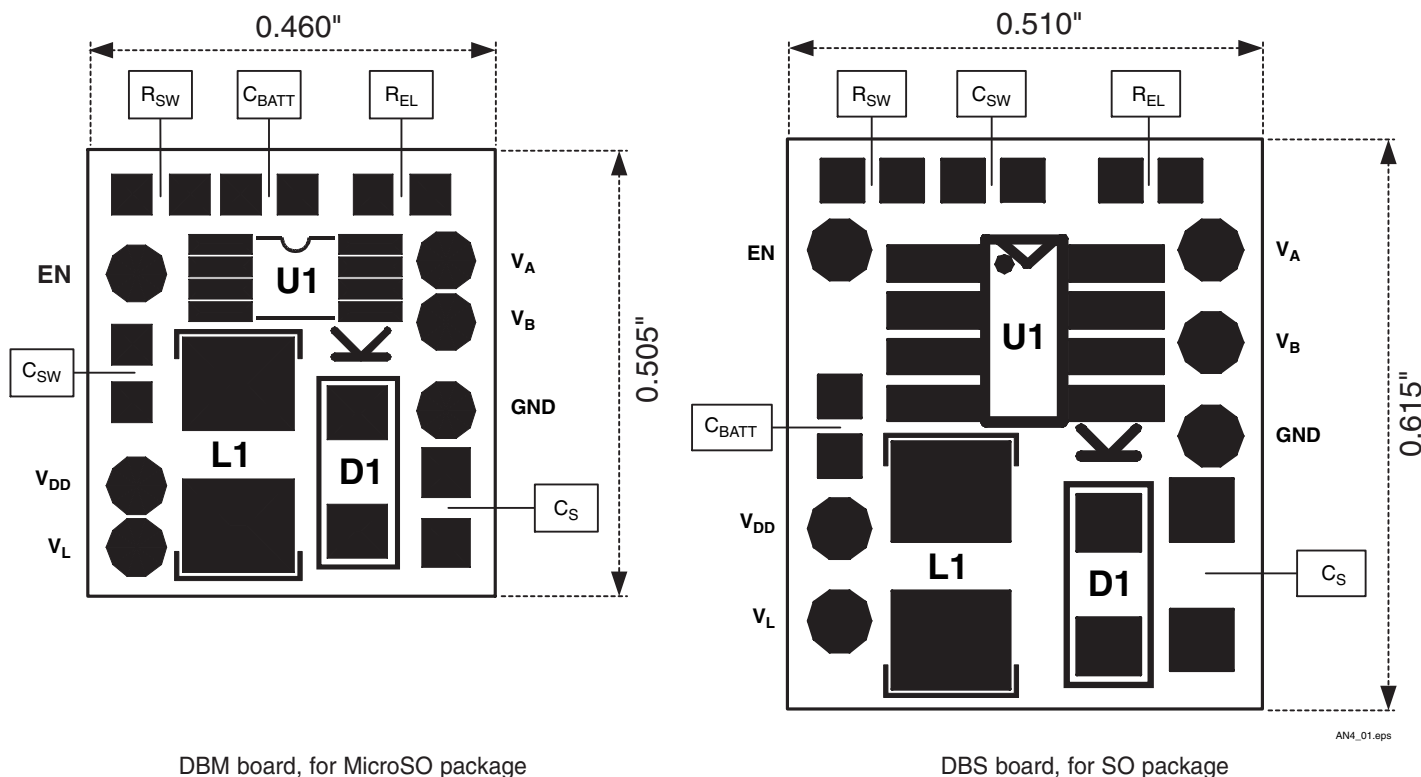 0.460"
R_SW
C_BATT
R_EL
EN
U1
V_A
V_B
C_SW
GND
L1
D1
V_DD
V_L
C_S
0.505"
DBM board, for MicroSO package
0.510"
R_SW
C_SW
R_EL
EN
U1
V_A
V_B
C_BATT
GND
V_DD
L1
D1
C_S
V_L
0.615"
AN4_01.eps
DBS board, for SO package